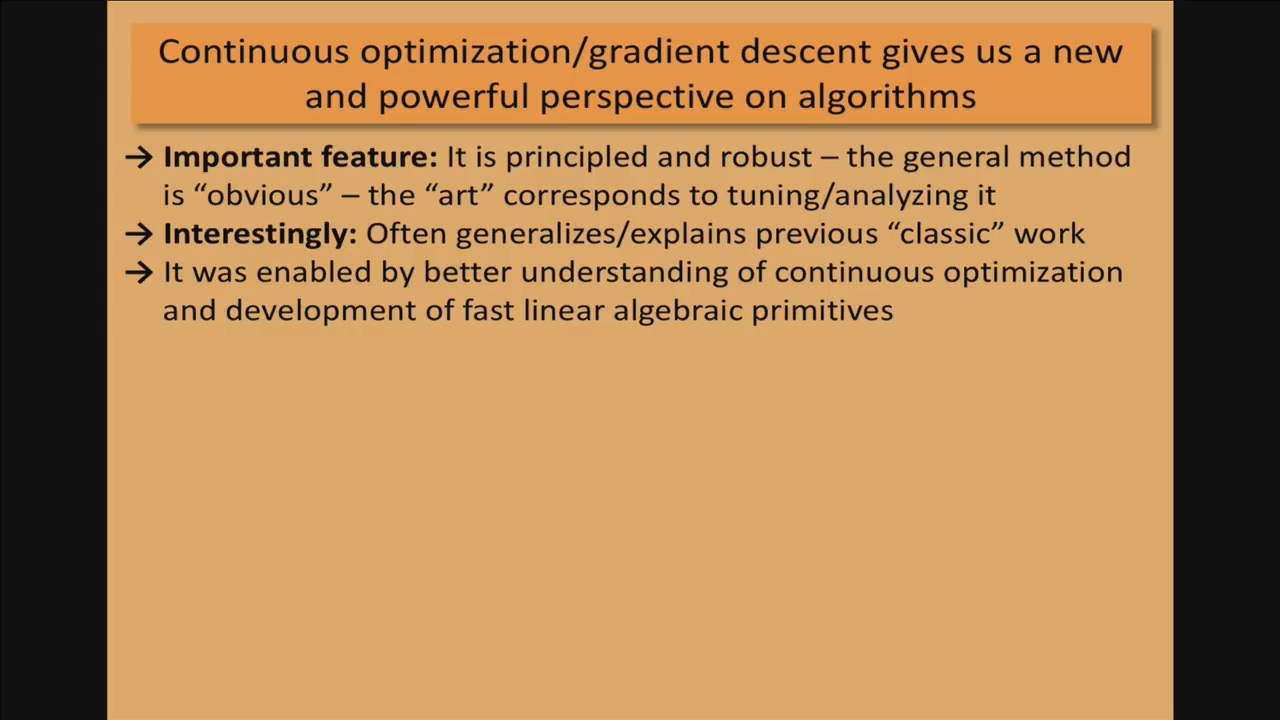 Continuous optimization/gradient descent gives us a new
and powerful perspective on algorithms
→ Important feature: It is principled and robust – the general method
is “obvious” – the “art” corresponds to tuning/analyzing it
→ Interestingly: Often generalizes/explains previous “classic” work
→ It was enabled by better understanding of continuous optimization
and development of fast linear algebraic primitives